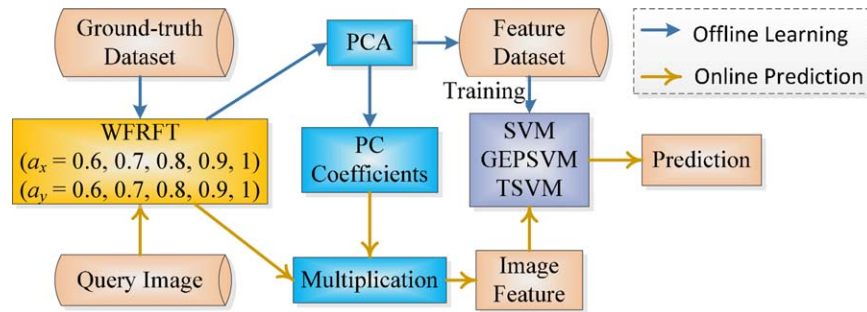 Ground-truth
Dataset
PCA
Feature
Dataset
Offline Learning
Online Prediction
Training
WFRFT
(aₓ = 0.6, 0.7, 0.8, 0.9, 1)
(a_y = 0.6, 0.7, 0.8, 0.9, 1)
PC
Coefficients
SVM
GEPSVM
TSVM
Prediction
Query Image
Multiplication
Image
Feature